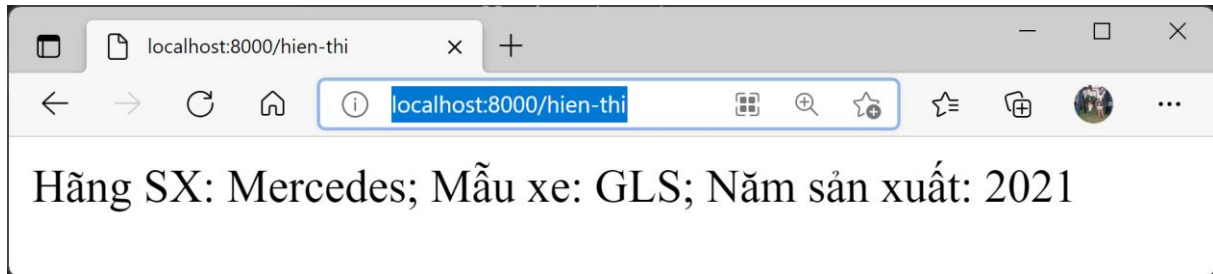 localhost:8000/hien-thi
localhost:8000/hien-thi
Hãng SX: Mercedes; Mẫu xe: GLS; Năm sản xuất: 2021